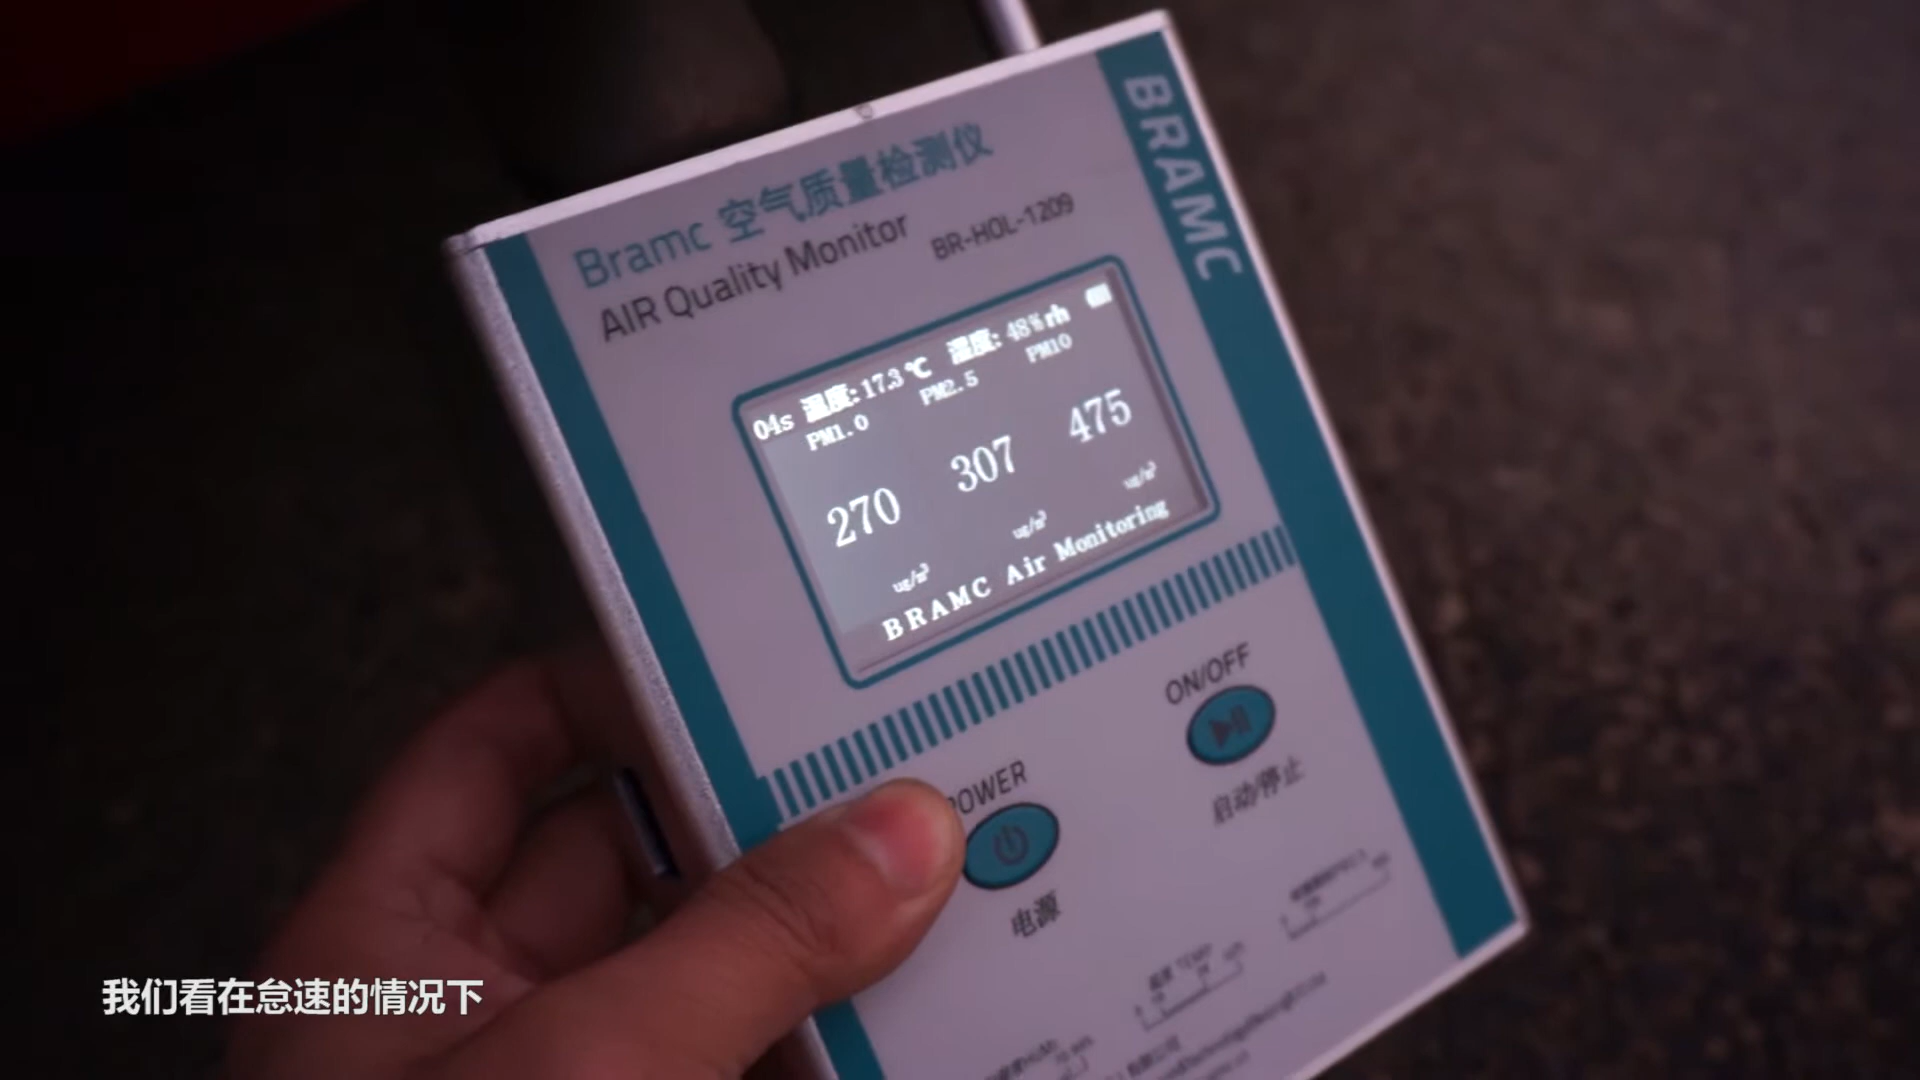 BRAMC
Bramc 空气质量检测仪
AIR Quality Monitor BR-HOL-1209
04s 温度:17.3℃ 湿度:48%rh
PM1.0 PM2.5 PM10
270 307 475
ug/m³ ug/m³ ug/m³
BRAMC Air Monitoring
POWER
电源
ON/OFF
启动/停止
我们看在怠速的情况下